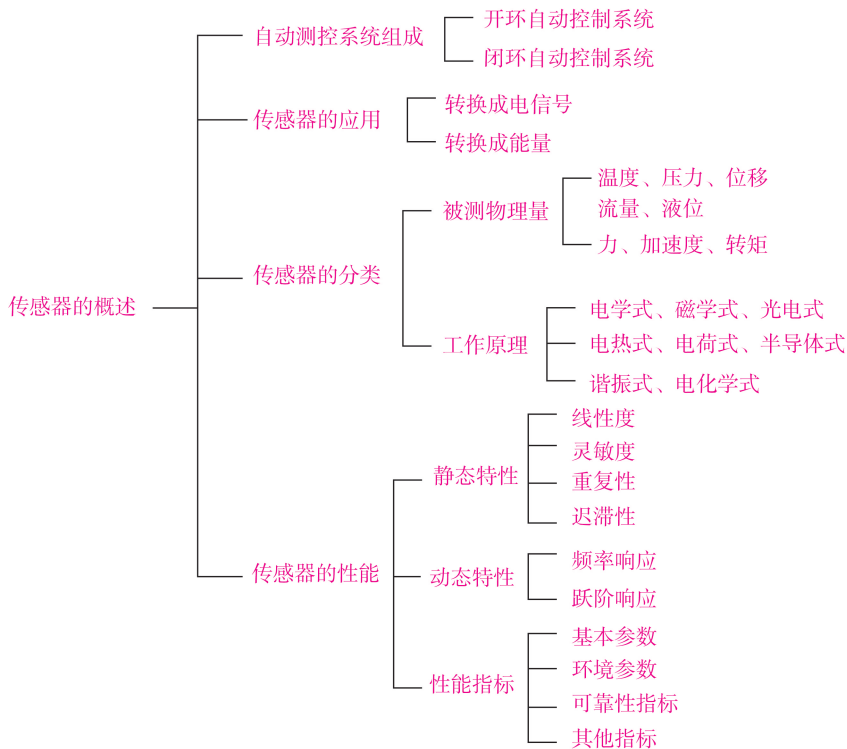 传感器的概述
自动测控系统组成
开环自动控制系统
闭环自动控制系统
传感器的应用
转换成电信号
转换成能量
传感器的分类
被测物理量
温度、压力、位移
流量、液位
力、加速度、转矩
工作原理
电学式、磁学式、光电式
电热式、电荷式、半导体式
谐振式、电化学式
传感器的性能
静态特性
线性度
灵敏度
重复性
迟滞性
动态特性
频率响应
跃阶响应
性能指标
基本参数
环境参数
可靠性指标
其他指标